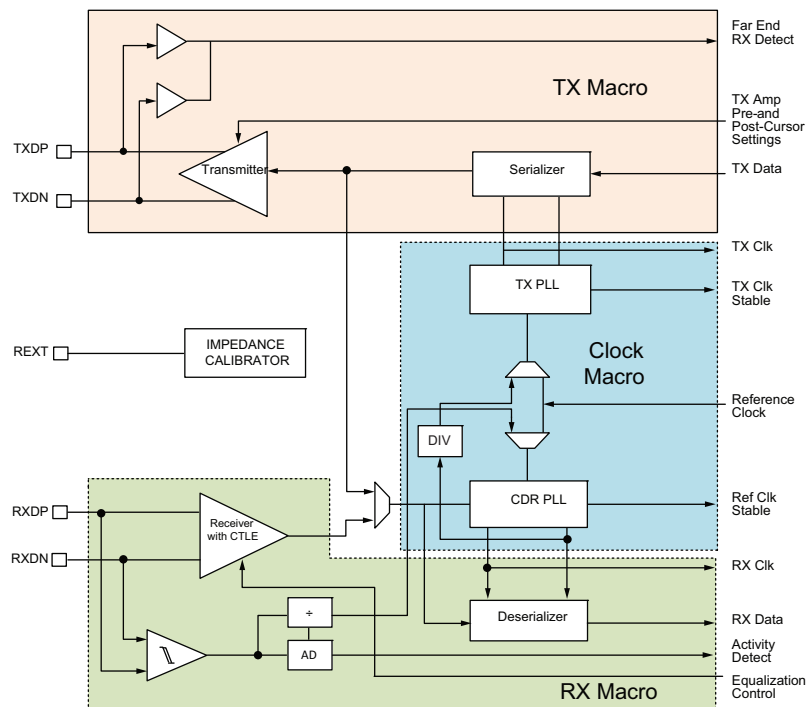 Far End
RX Detect
TX Macro
TX Amp
Pre-and
Post-Cursor
Settings
TXDP
Transmitter
Serializer
TX Data
TXDN
TX Clk
TX PLL
TX Clk
Stable
REXT
IMPEDANCE
CALIBRATOR
Clock
Macro
Reference
Clock
DIV
RXDP
Receiver
with CTLE
CDR PLL
Ref Clk
Stable
RXDN
RX Clk
÷
Deserializer
RX Data
AD
Activity
Detect
RX Macro
Equalization
Control